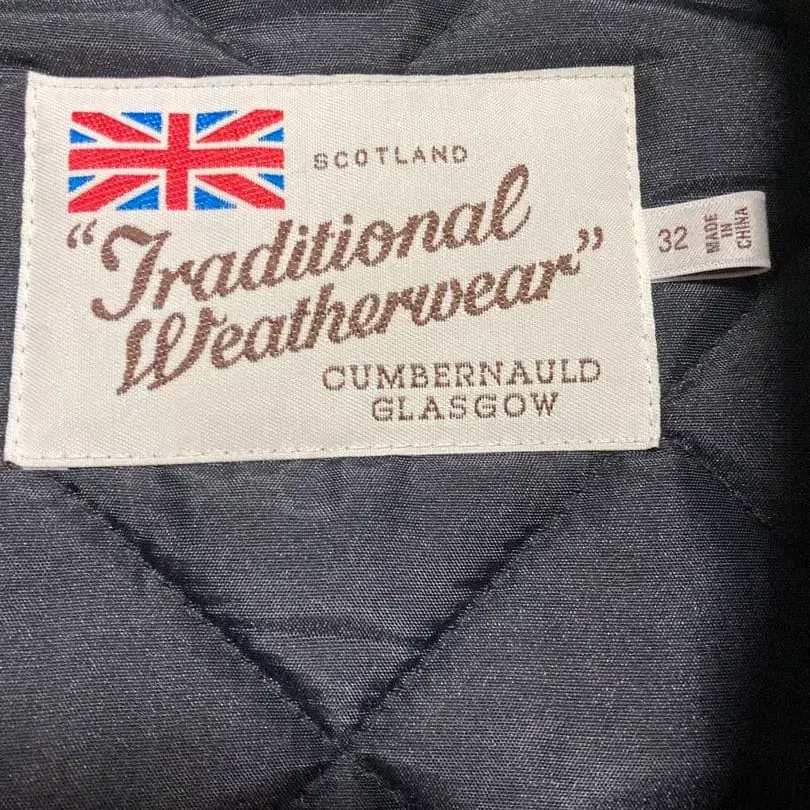 SCOTLAND
“Traditional
Weatherwear”
CUMBERNAULD
GLASGOW
32
MADE
IN
CHINA